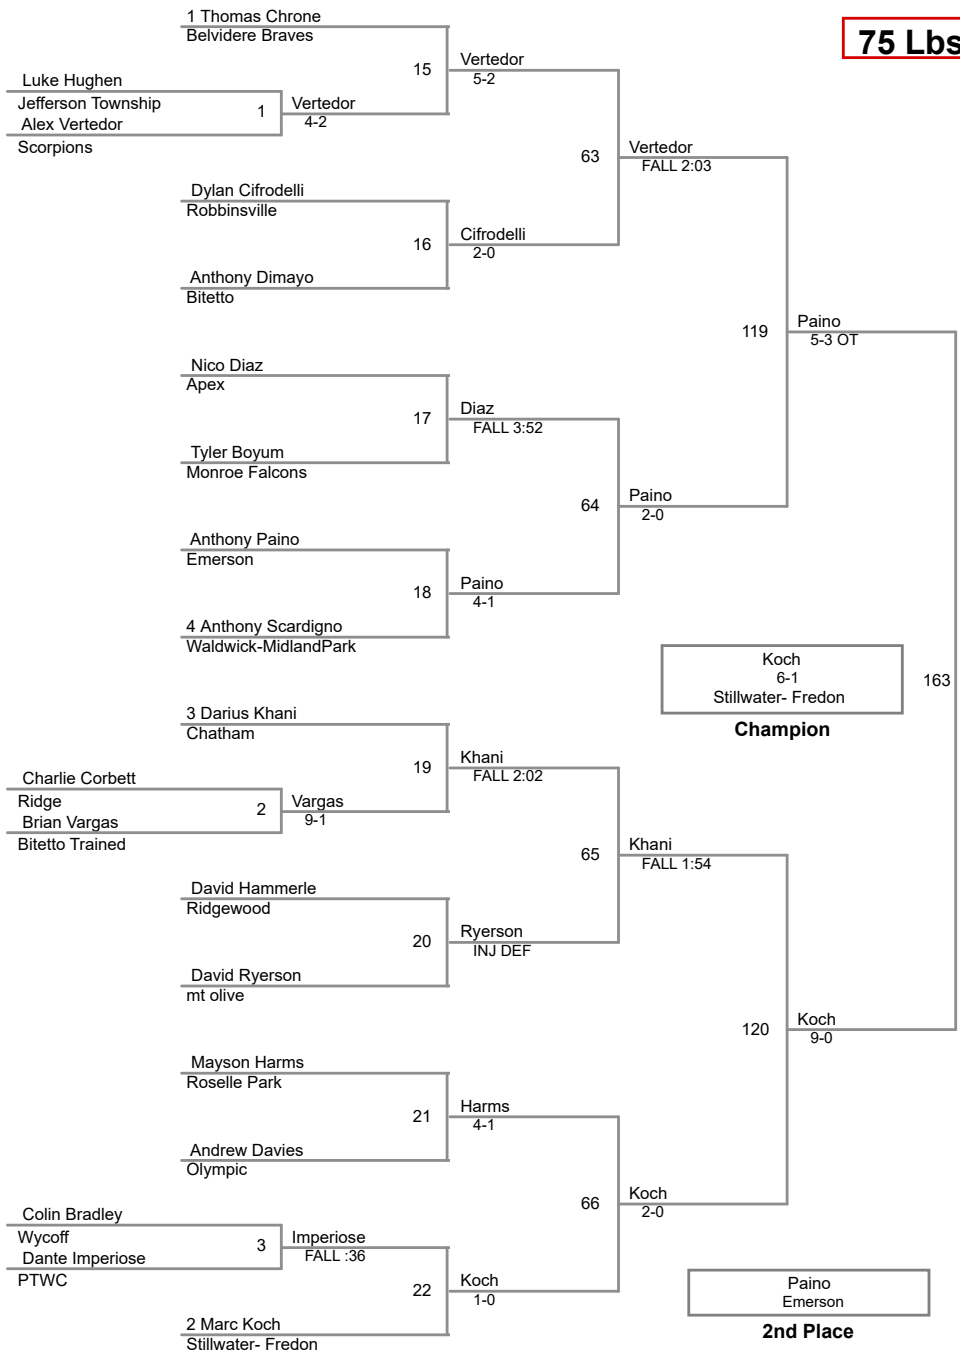 1 Thomas Chrone
Belvidere Braves
75 Lbs
15
Vertedor
5-2
Luke Hughen
Jefferson Township
1
Vertedor
4-2
Alex Vertedor
Scorpions
63
Vertedor
FALL 2:03
Dylan Cifrodelli
Robbinsville
16
Cifrodelli
2-0
Anthony Dimayo
Bitetto
119
Paino
5-3 OT
Nico Diaz
Apex
17
Diaz
FALL 3:52
Tyler Boyum
Monroe Falcons
64
Paino
2-0
Anthony Paino
Emerson
18
Paino
4-1
4 Anthony Scardigno
Waldwick-MidlandPark
Koch
6-1
Stillwater- Fredon
163
Champion
3 Darius Khani
Chatham
19
Khani
FALL 2:02
Charlie Corbett
Ridge
2
Vargas
9-1
Brian Vargas
Bitetto Trained
65
Khani
FALL 1:54
David Hammerle
Ridgewood
20
Ryerson
INJ DEF
David Ryerson
mt olive
120
Koch
9-0
Mayson Harms
Roselle Park
21
Harms
4-1
Andrew Davies
Olympic
66
Koch
2-0
Colin Bradley
Wycoff
3
Imperiose
FALL :36
Dante Imperiose
PTWC
22
Koch
1-0
2 Marc Koch
Stillwater- Fredon
Paino
Emerson
2nd Place